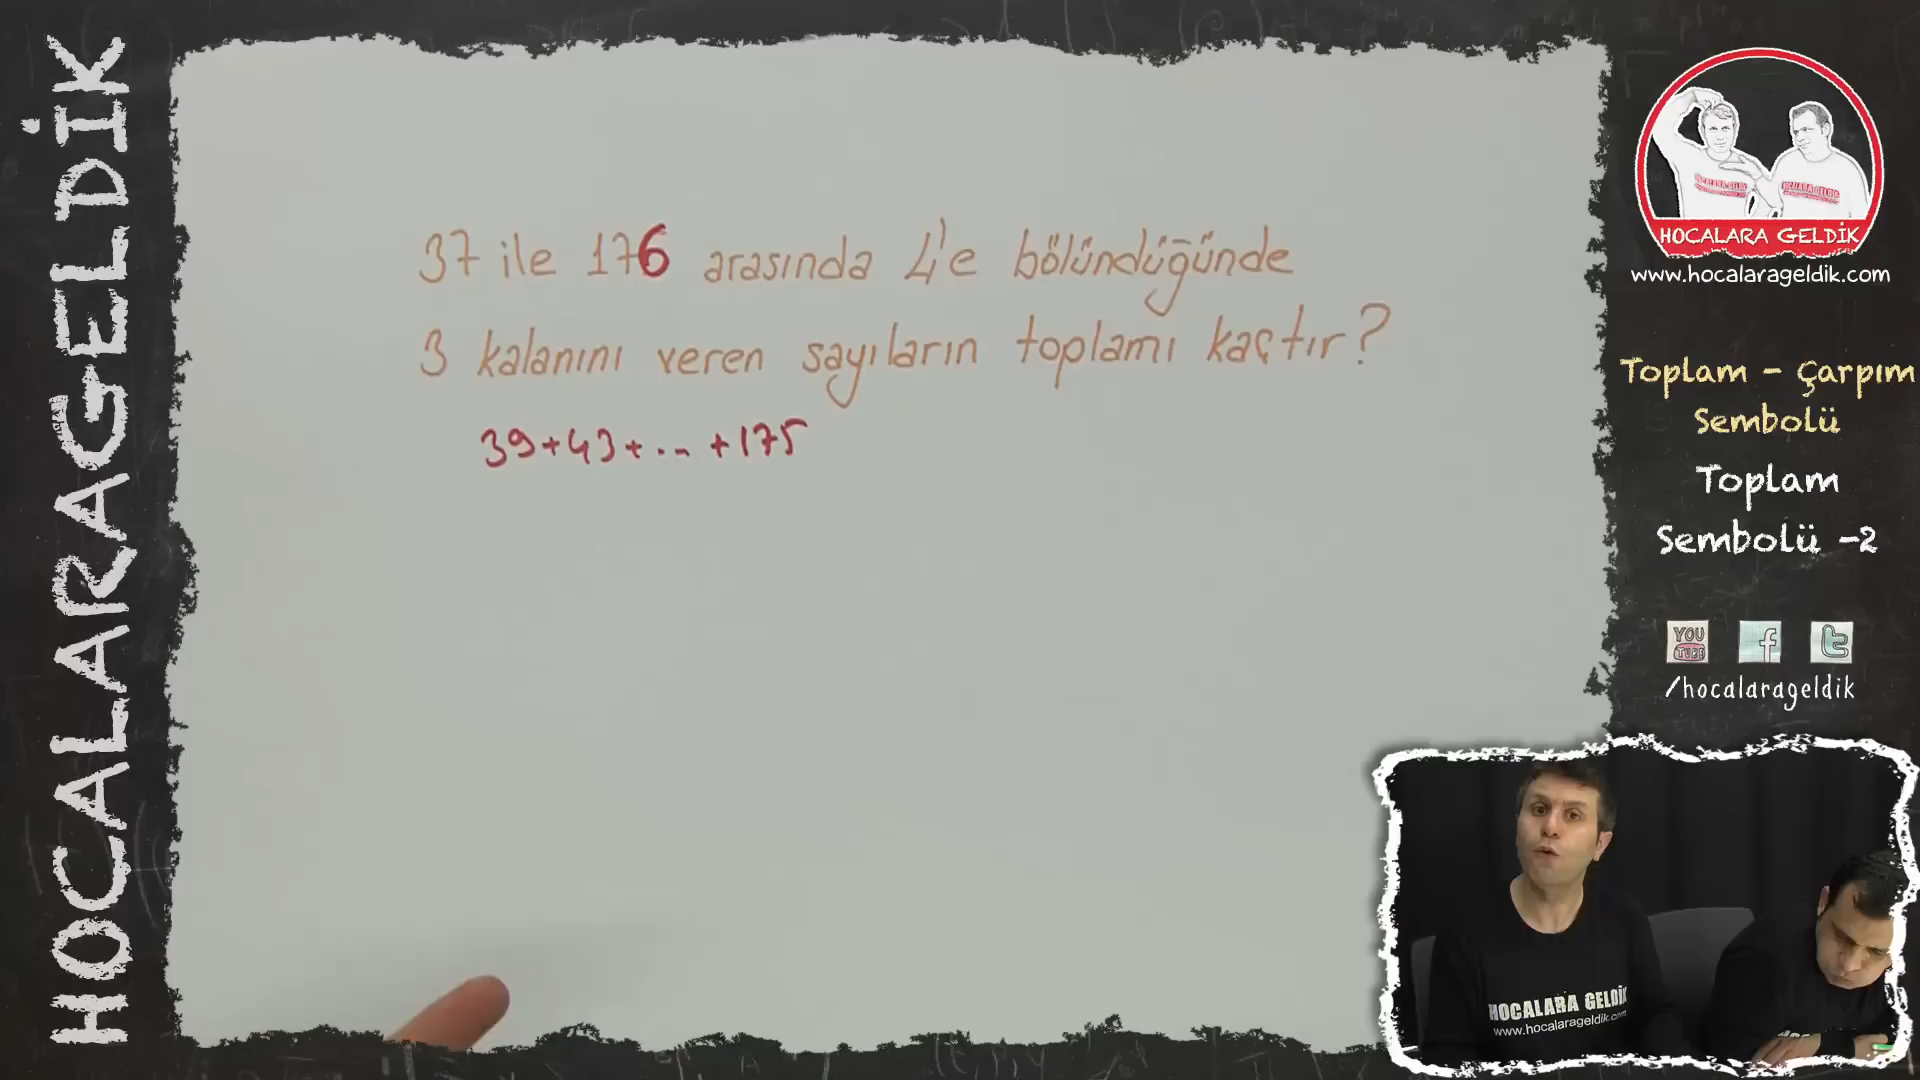 HOCALARAGELDİK
37 ile 176 arasında 4'e bölündüğünde
3 kalanını veren sayıların toplamı kaçtır?
39+43+...+175
HOCALARA GELDİK
www.hocalarageldik.com
Toplam - Çarpım
Sembolü
Toplam
Sembolü -2
YOU
TUBE
f
t
/hocalarageldik
HOCALARA GELDİK
www.hocalarageldik.com